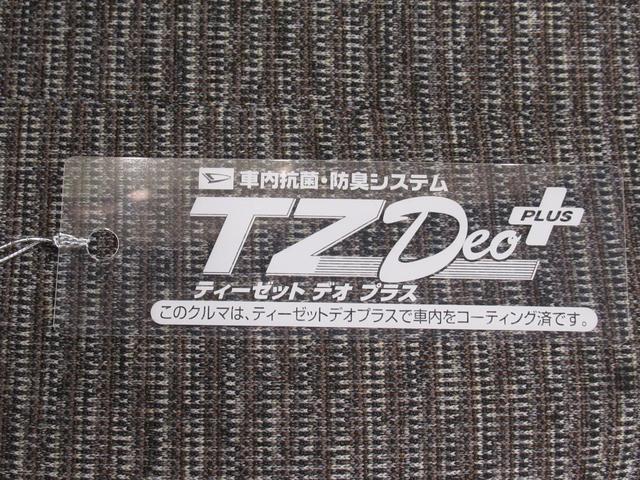 車内抗菌・防臭システム
TZ Deo PLUS
ティーゼット デオ プラス
このクルマは、ティーゼットデオプラスで車内をコーティング済です。